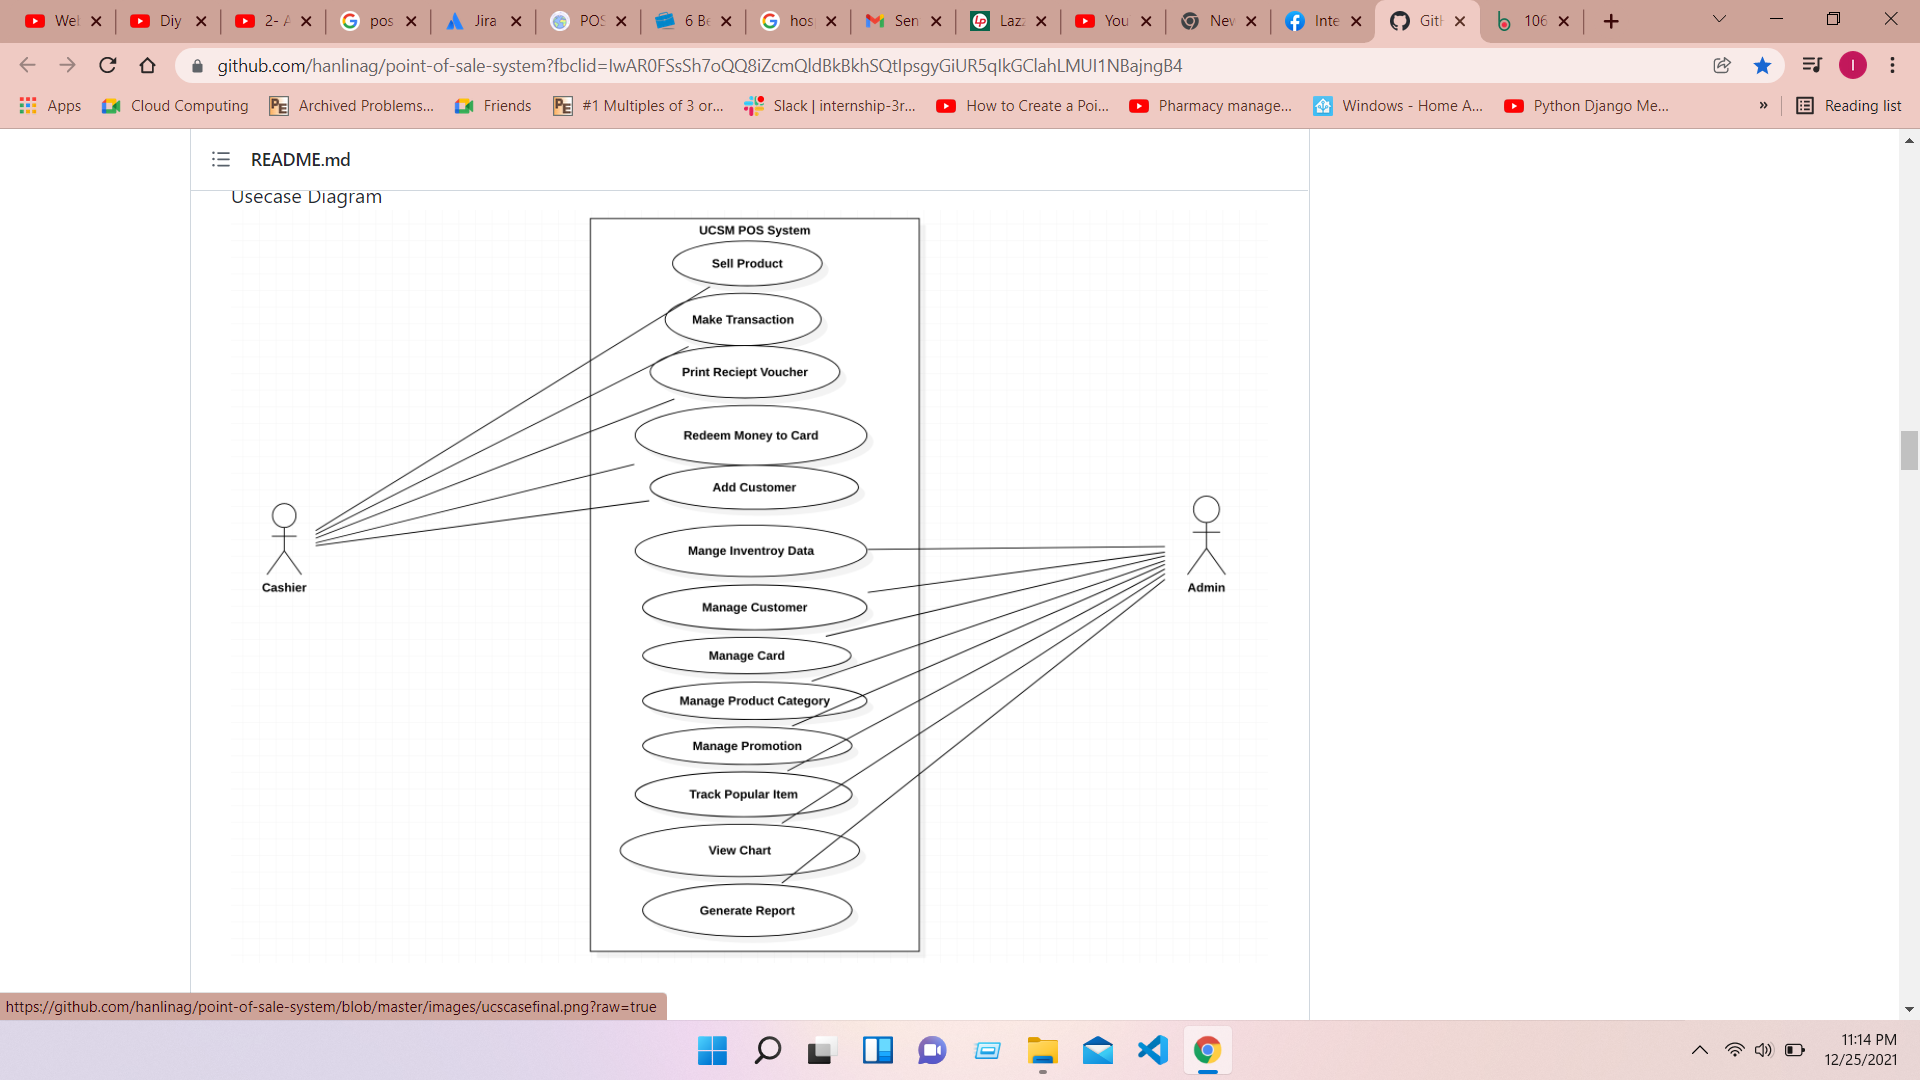 Wel
Diy
2- A
pos
Jira
POS
6 Be
hos
Sen
Lazz
You
Nev
Inte
Git
106
github.com/hanlinag/point-of-sale-system?fbclid=IwAR0FSsSh7oQQ8iZcmQldBkBkhSQtIpsgyGiUR5qIkGClahLMUI1NBajngB4
I
Apps
Cloud Computing
Archived Problems...
Friends
#1 Multiples of 3 or...
Slack | internship-3r...
How to Create a Poi...
Pharmacy manage...
Windows - Home A...
Python Django Me...
»
Reading list
README.md
Usecase Diagram
UCSM POS System
Sell Product
Make Transaction
Print Reciept Voucher
Redeem Money to Card
Add Customer
Mange Inventroy Data
Manage Customer
Manage Card
Manage Product Category
Manage Promotion
Track Popular Item
View Chart
Generate Report
Cashier
Admin
https://github.com/hanlinag/point-of-sale-system/blob/master/images/ucscasefinal.png?raw=true
11:14 PM
12/25/2021